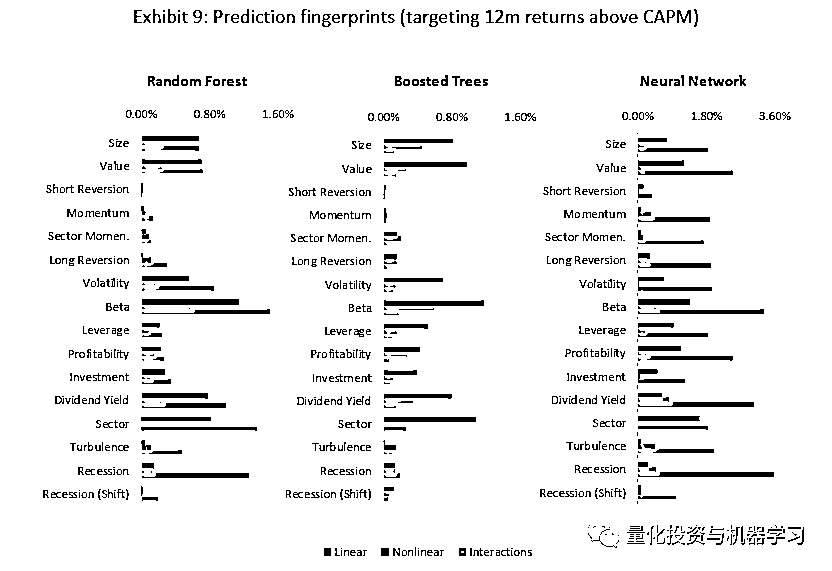 Exhibit 9: Prediction fingerprints (targeting 12m returns above CAPM)
Random Forest
0.00% 0.80% 1.60%
Size
Value
Short Reversion
Momentum
Sector Momen.
Long Reversion
Volatility
Beta
Leverage
Profitability
Investment
Dividend Yield
Sector
Turbulence
Recession
Recession (Shift)
Boosted Trees
0.00% 0.80% 1.60%
Size
Value
Short Reversion
Momentum
Sector Momen.
Long Reversion
Volatility
Beta
Leverage
Profitability
Investment
Dividend Yield
Sector
Turbulence
Recession
Recession (Shift)
Neural Network
0.00% 1.80% 3.60%
Size
Value
Short Reversion
Momentum
Sector Momen.
Long Reversion
Volatility
Beta
Leverage
Profitability
Investment
Dividend Yield
Sector
Turbulence
Recession
Recession (Shift)
Linear Nonlinear Interactions
量化投资与机器学习